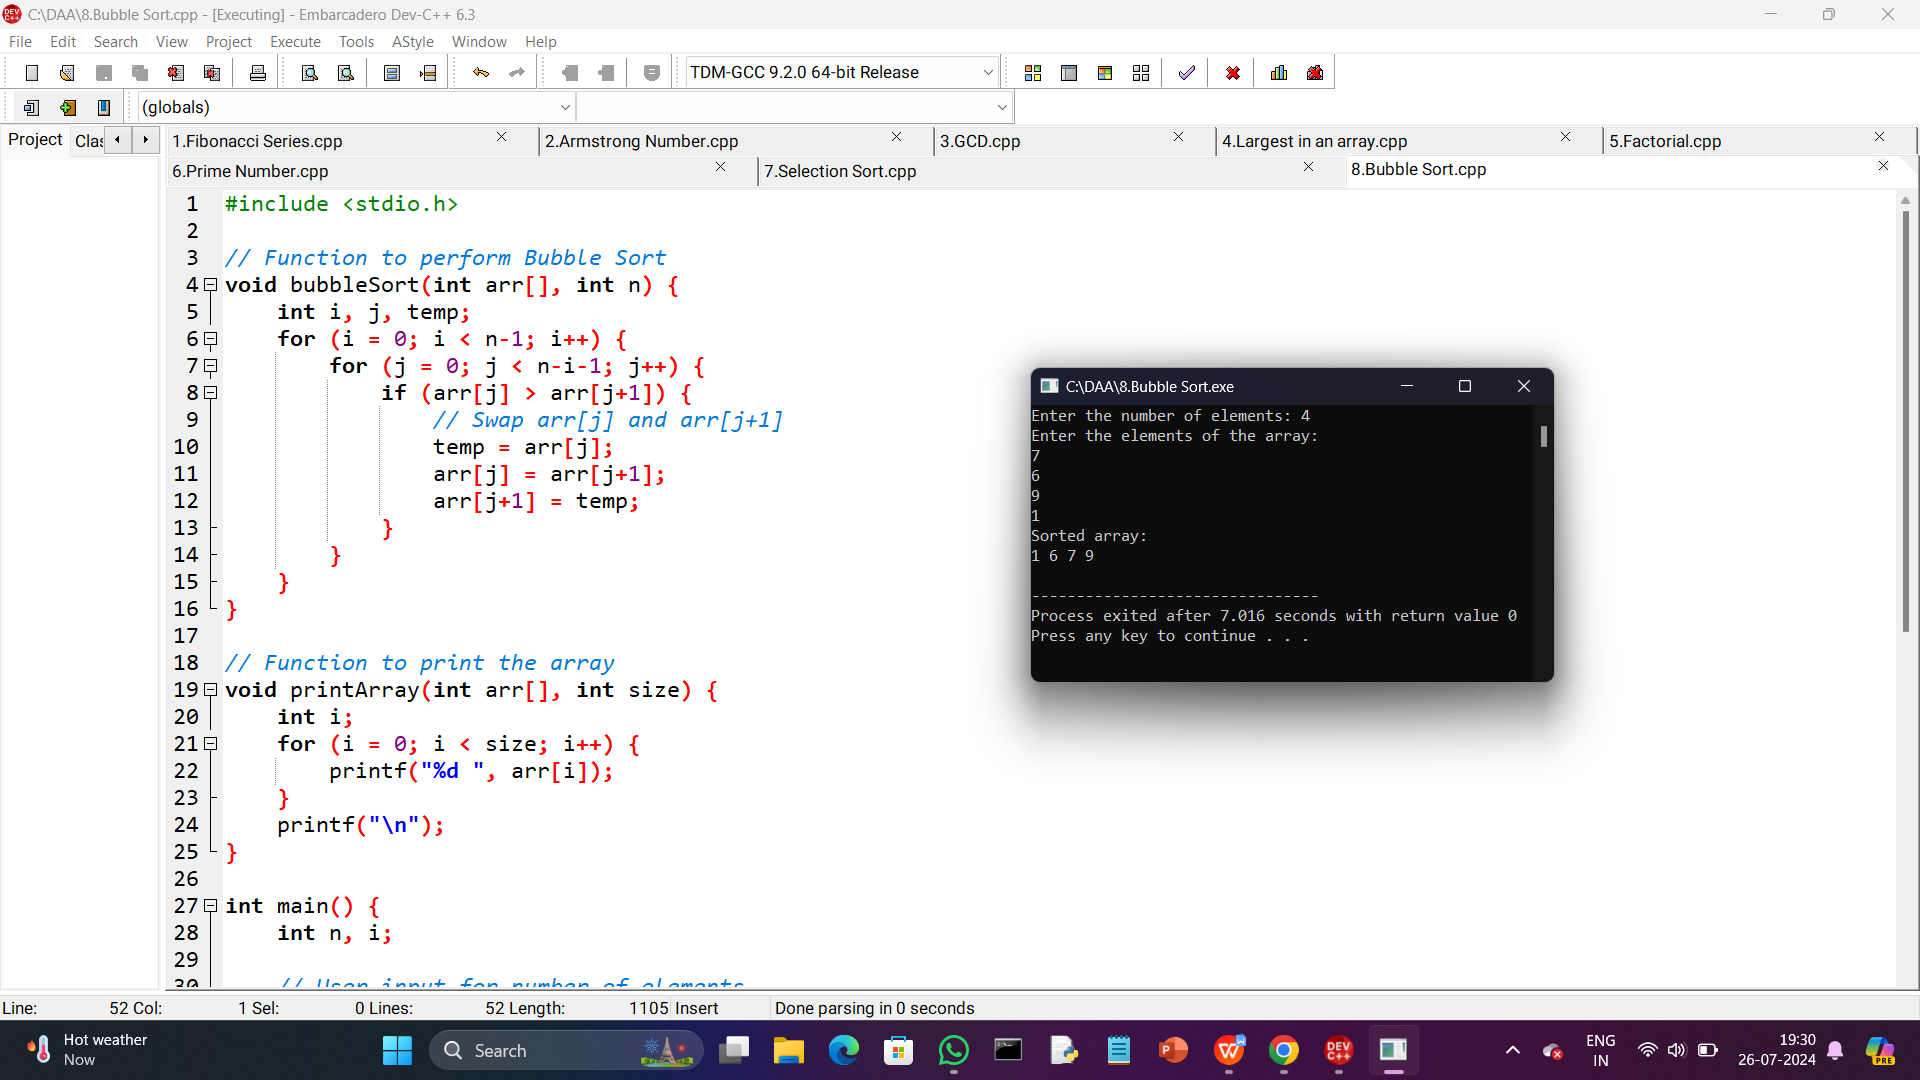 C:\DAA\8.Bubble Sort.cpp - [Executing] - Embarcadero Dev-C++ 6.3
File Edit Search View Project Execute Tools AStyle Window Help
TDM-GCC 9.2.0 64-bit Release
(globals)
Project Clas
1.Fibonacci Series.cpp 2.Armstrong Number.cpp 3.GCD.cpp 4.Largest in an array.cpp 5.Factorial.cpp
6.Prime Number.cpp 7.Selection Sort.cpp 8.Bubble Sort.cpp
1 #include <stdio.h>
2
3 // Function to perform Bubble Sort
4 void bubbleSort(int arr[], int n) {
5 int i, j, temp;
6 for (i = 0; i < n-1; i++) {
7 for (j = 0; j < n-i-1; j++) {
8 if (arr[j] > arr[j+1]) {
9 // Swap arr[j] and arr[j+1]
10 temp = arr[j];
11 arr[j] = arr[j+1];
12 arr[j+1] = temp;
13 }
14 }
15 }
16 }
17
18 // Function to print the array
19 void printArray(int arr[], int size) {
20 int i;
21 for (i = 0; i < size; i++) {
22 printf("%d ", arr[i]);
23 }
24 printf("\n");
25 }
26
27 int main() {
28 int n, i;
29
30 // User input for number of elements
C:\DAA\8.Bubble Sort.exe
Enter the number of elements: 4
Enter the elements of the array:
7
6
9
1
Sorted array:
1 6 7 9
--------------------------------
Process exited after 7.016 seconds with return value 0
Press any key to continue . . .
Line: 52 Col: 1 Sel: 0 Lines: 52 Length: 1105 Insert Done parsing in 0 seconds
Hot weather
Now
Search
DEV
C++
ENG
IN
19:30
26-07-2024
PRE